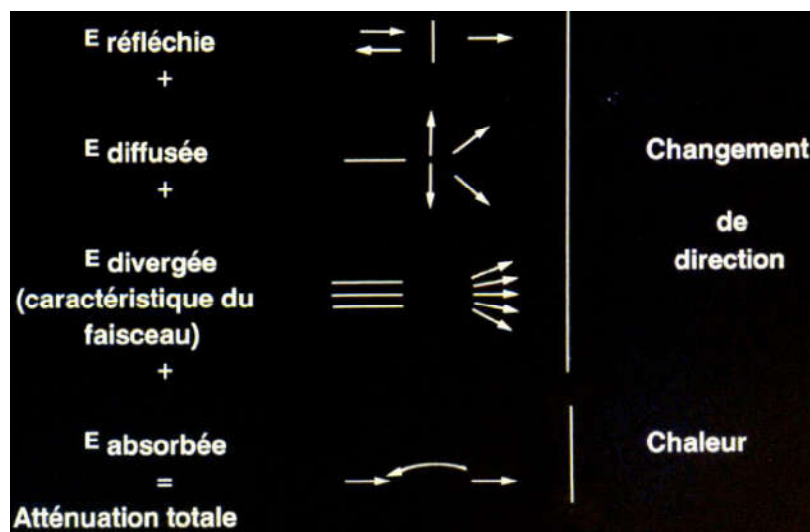 E réfléchie
+
E diffusée
+
E divergée
(caractéristique du
faisceau)
+
E absorbée
=
Atténuation totale
Changement
de
direction
Chaleur